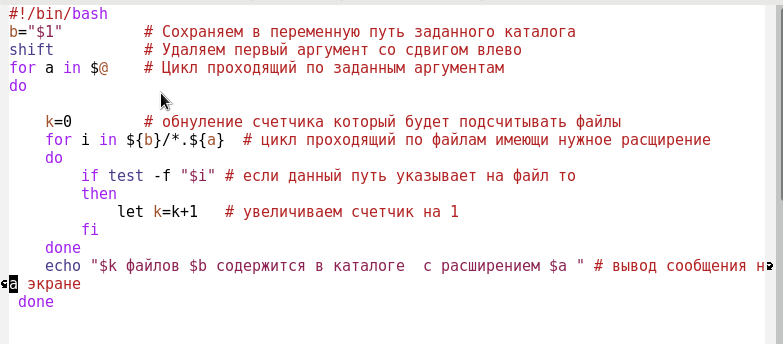 #!/bin/bash
b="$1"         # Сохраняем в переменную путь заданного каталога
shift          # Удаляем первый аргумент со сдвигом влево
for a in $@    # Цикл проходящий по заданным аргументам
do
    k=0        # обнуление счетчика который будет подсчитывать файлы
    for i in ${b}/*.${a}  # цикл проходящий по файлам имеющи нужное расщирение
    do
        if test -f "$i" # если данный путь указывает на файл то
        then
            let k=k+1   # увеличиваем счетчик на 1
        fi
    done
    echo "$k файлов $b содержится в каталоге  с расширением $a " # вывод сообщения н
а экране
 done